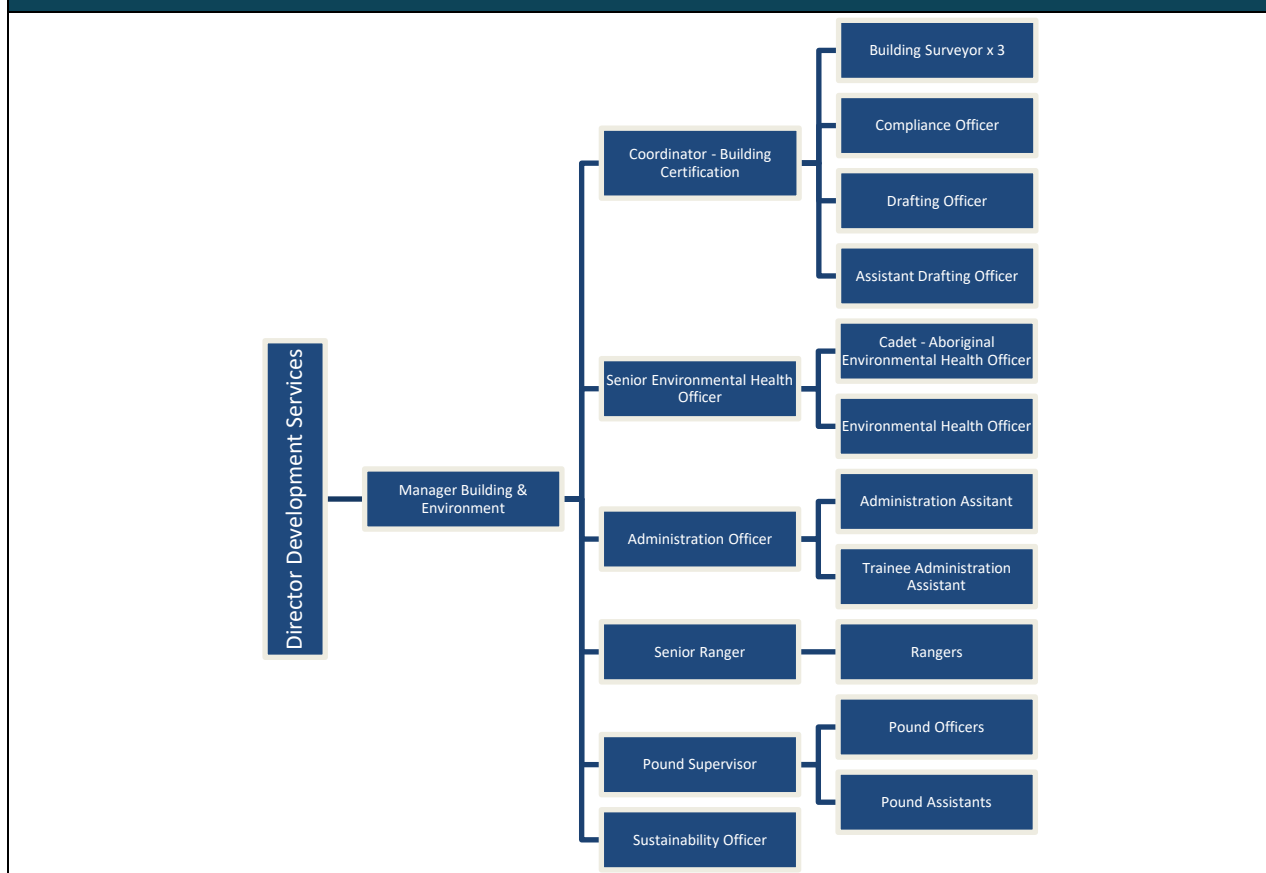 Director Development Services
Manager Building &
Environment
Coordinator - Building
Certification
Building Surveyor x 3
Compliance Officer
Drafting Officer
Assistant Drafting Officer
Senior Environmental Health
Officer
Cadet - Aboriginal
Environmental Health Officer
Environmental Health Officer
Administration Officer
Administration Assitant
Trainee Administration
Assistant
Senior Ranger
Rangers
Pound Supervisor
Pound Officers
Pound Assistants
Sustainability Officer